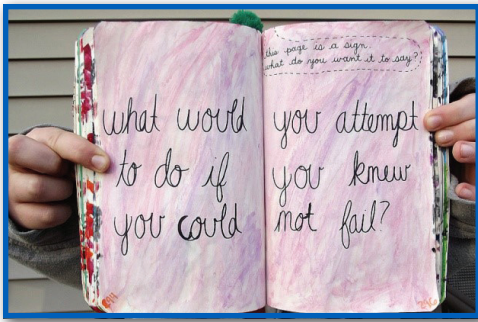 this page is a sign.
what do you want it to say?
what would you attempt
to do if you knew
you could not fail?